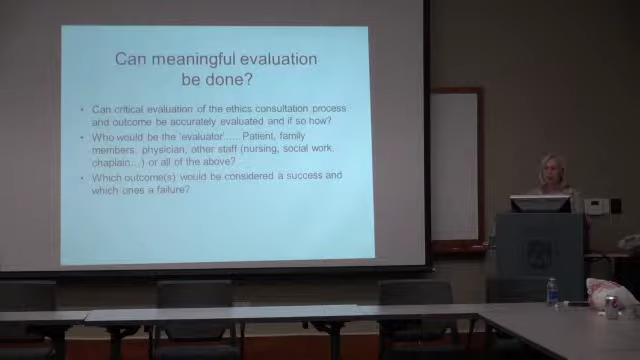 Can meaningful evaluation
be done?
• Can critical evaluation of the ethics consultation process
and outcome be accurately evaluated and if so how?
• Who would be the 'evaluator'..... Patient, family
members, physician, other staff (nursing, social work,
chaplain...) or all of the above?
• Which outcome(s) would be considered a success and
which ones a failure?